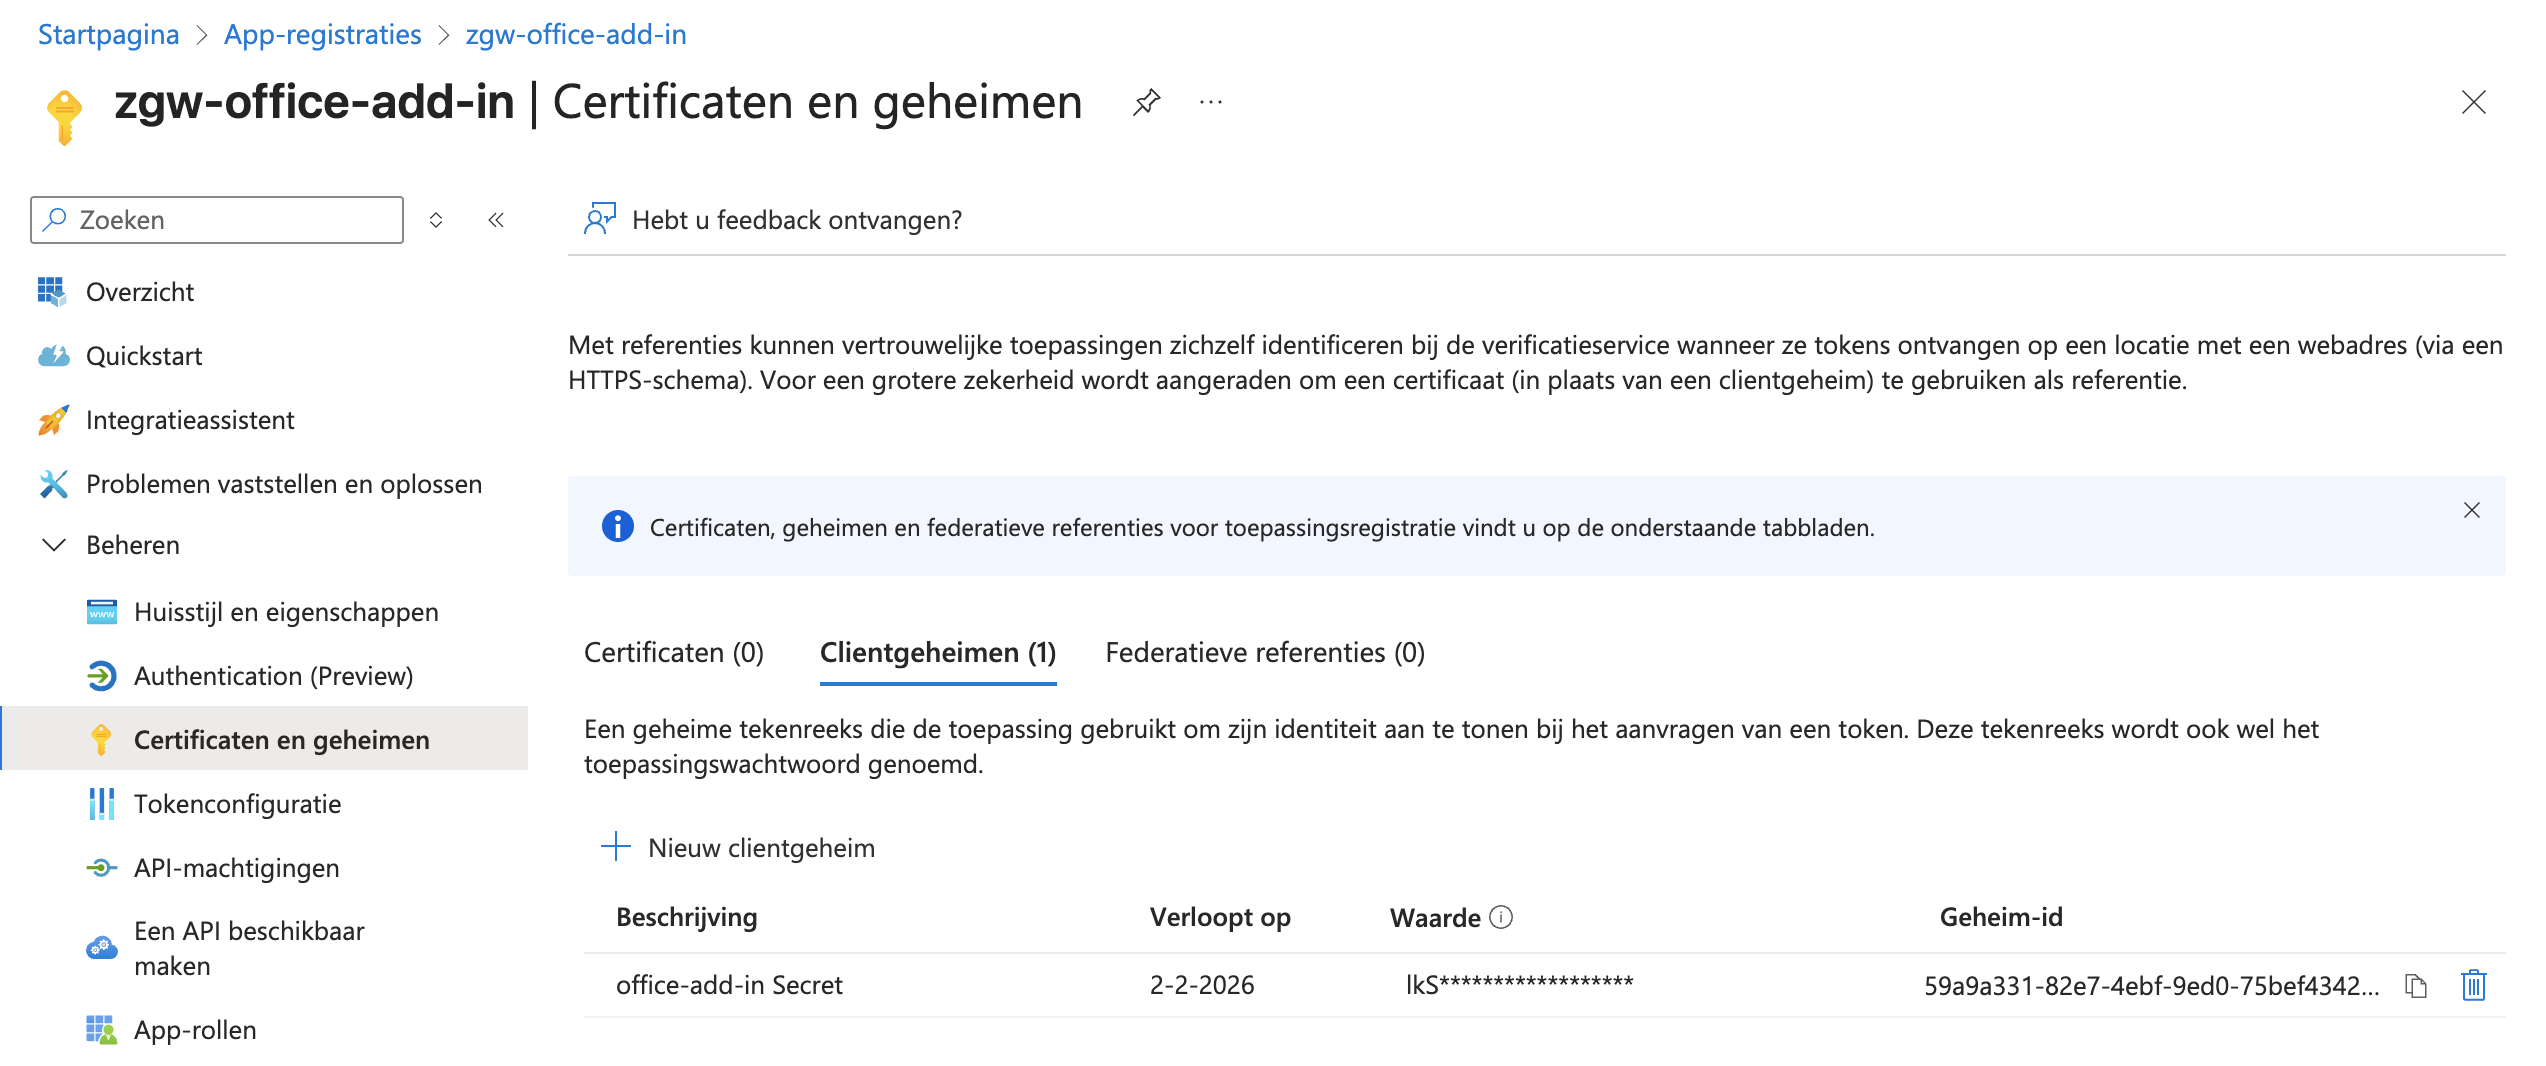 Startpagina > App-registraties > zgw-office-add-in
zgw-office-add-in | Certificaten en geheimen ...
Zoeken
Hebt u feedback ontvangen?
Overzicht
Quickstart
Integratieassistent
Problemen vaststellen en oplossen
Beheren
Huisstijl en eigenschappen
Authentication (Preview)
Certificaten en geheimen
Tokenconfiguratie
API-machtigingen
Een API beschikbaar
maken
App-rollen
Met referenties kunnen vertrouwelijke toepassingen zichzelf identificeren bij de verificatieservice wanneer ze tokens ontvangen op een locatie met een webadres (via een
HTTPS-schema). Voor een grotere zekerheid wordt aangeraden om een certificaat (in plaats van een clientgeheim) te gebruiken als referentie.
Certificaten, geheimen en federatieve referenties voor toepassingsregistratie vindt u op de onderstaande tabbladen.
Certificaten (0) Clientgeheimen (1) Federatieve referenties (0)
Een geheime tekenreeks die de toepassing gebruikt om zijn identiteit aan te tonen bij het aanvragen van een token. Deze tekenreeks wordt ook wel het
toepassingswachtwoord genoemd.
Nieuw clientgeheim
Beschrijving Verloopt op Waarde Geheim-id
office-add-in Secret 2-2-2026 lkS****************** 59a9a331-82e7-4ebf-9ed0-75bef4342...